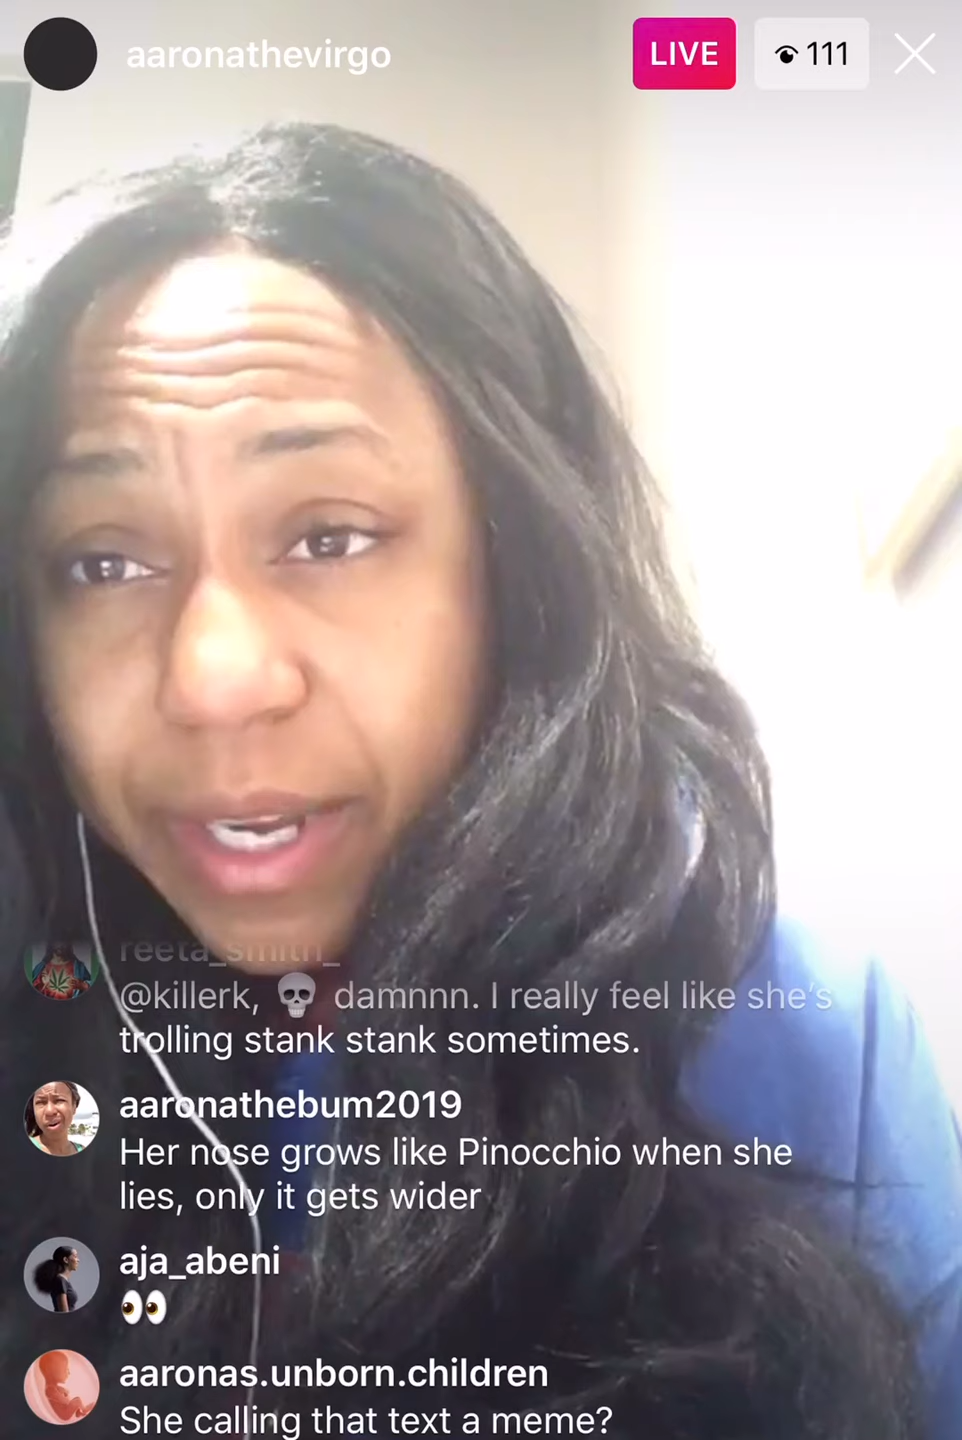 aaronathevirgo
LIVE
111
reeta_smith_
@killerk, 💀 damnnn. I really feel like she's
trolling stank stank sometimes.
aaronathebum2019
Her nose grows like Pinocchio when she
lies, only it gets wider
aja_abeni
👀
aaronas.unborn.children
She calling that text a meme?